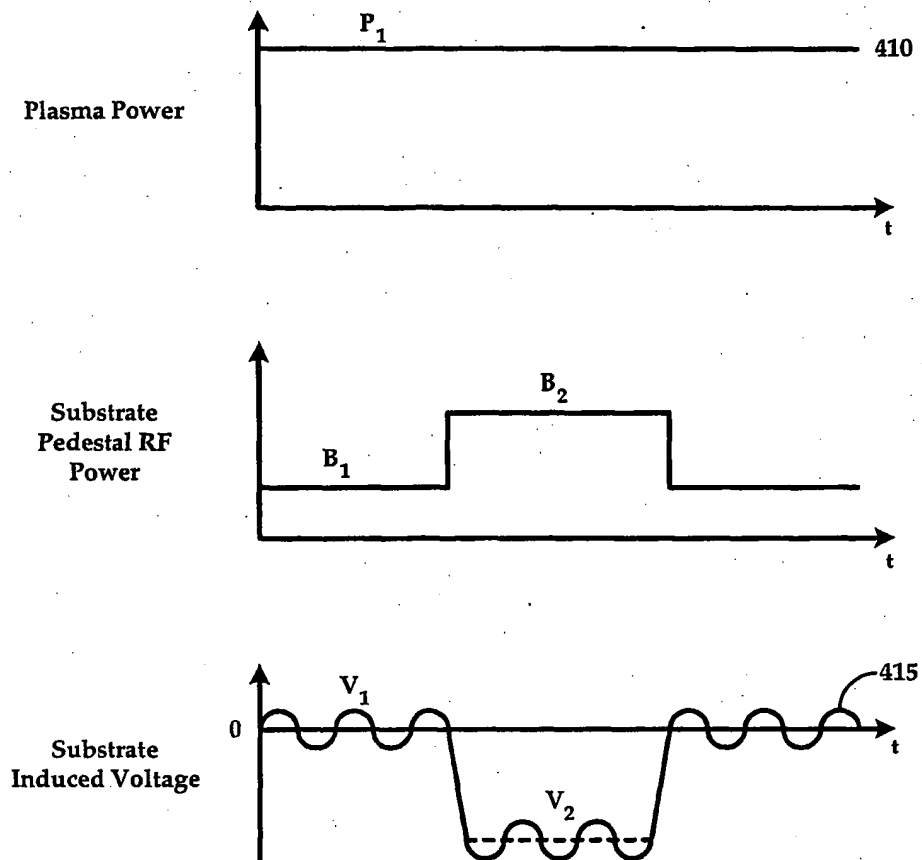 P1
410
Plasma Power
t
B2
Substrate
Pedestal RF
Power
B1
t
415
V1
0
t
Substrate
Induced Voltage
V2